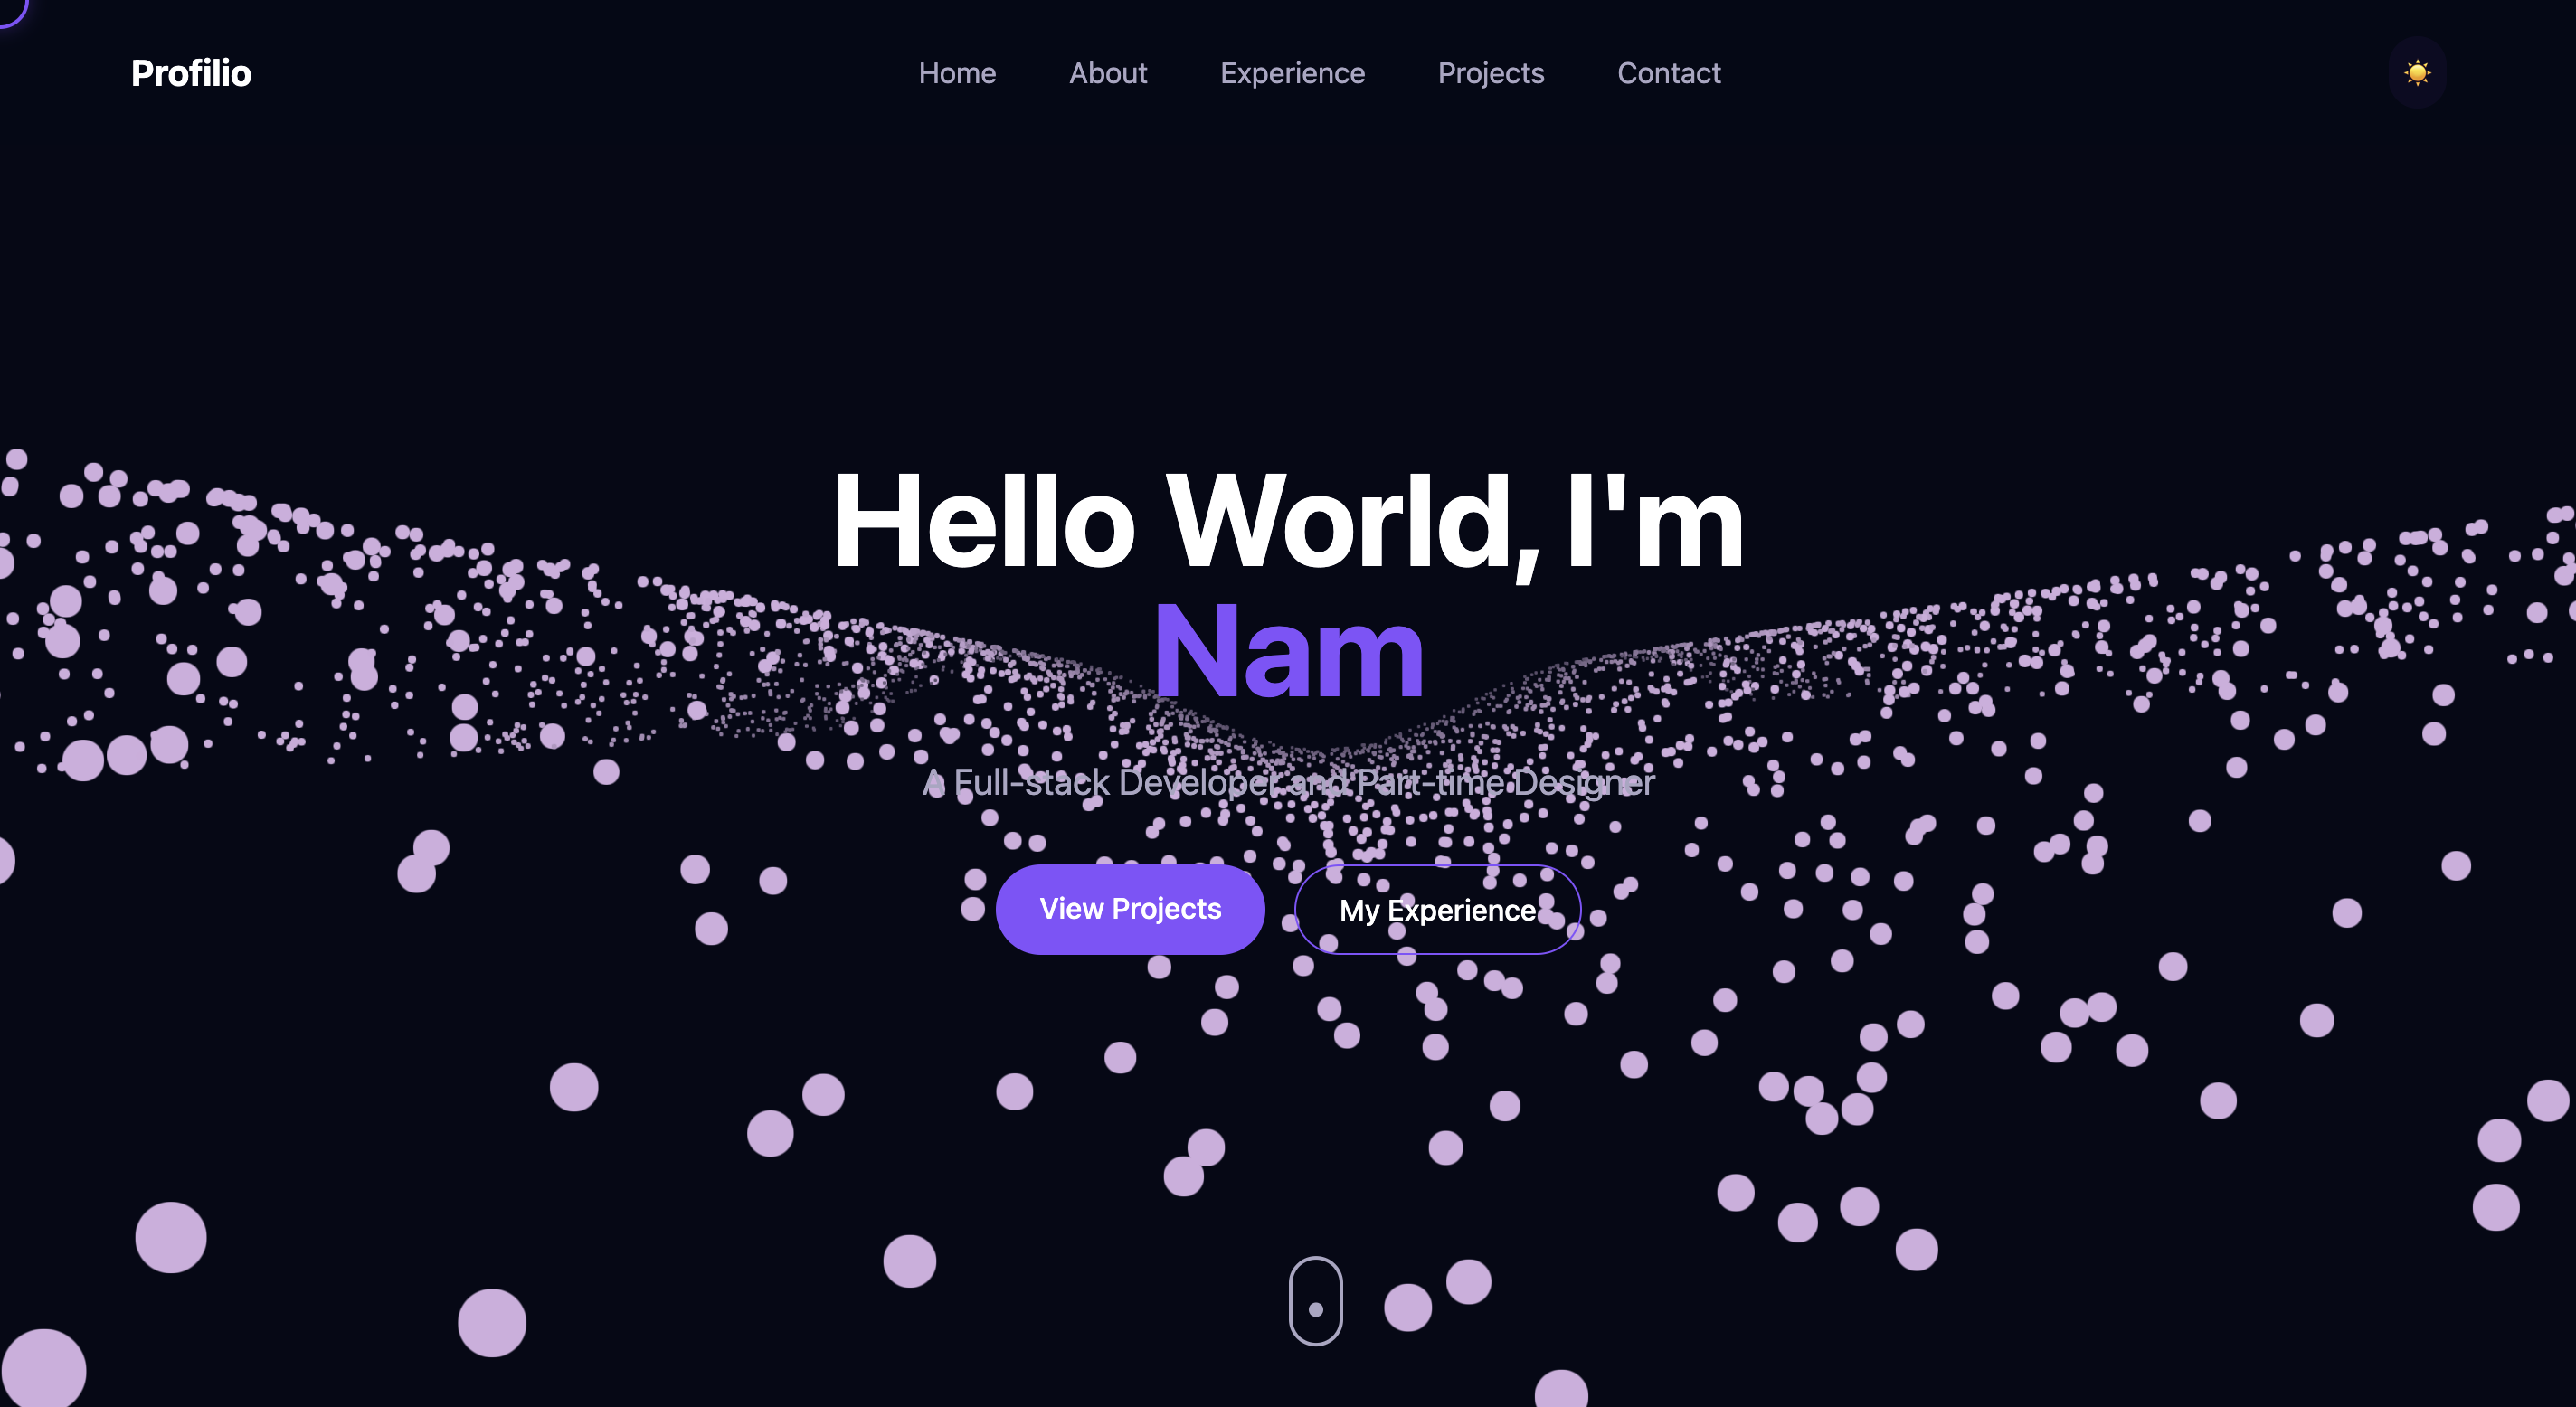 Profilio
Home About Experience Projects Contact
Hello World, I'm
Nam
A Full-stack Developer and Part-time Designer
View Projects
My Experience